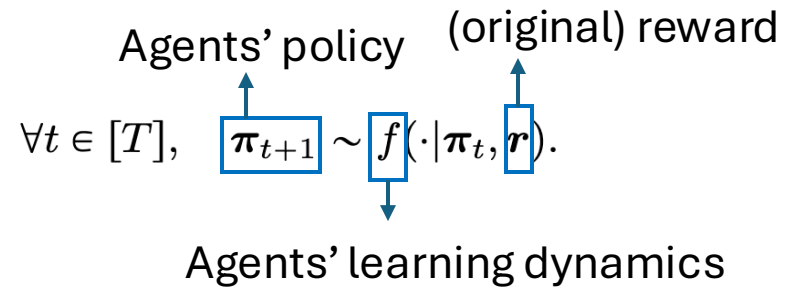 Agents' policy
(original) reward
∀t ∈ [T], π_{t+1} ~ f(·|π_t, r).
Agents' learning dynamics